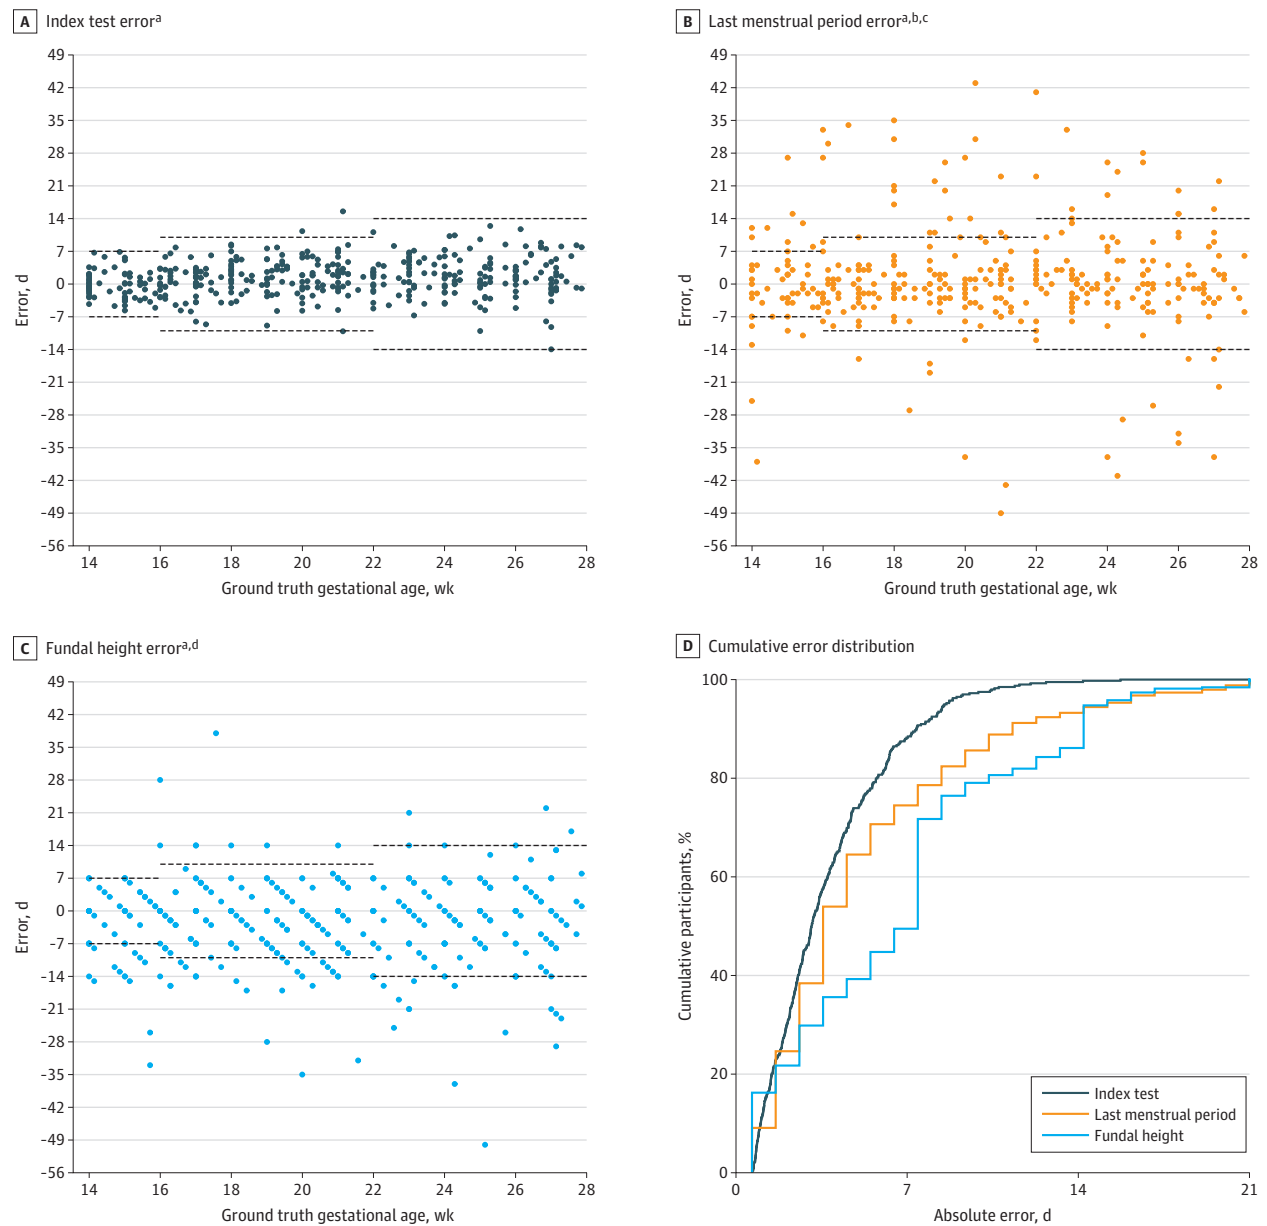 A Index test error^a
49
42
35
28
21
14
7
0
-7
-14
-21
-28
-35
-42
-49
-56
Error, d
14 16 18 20 22 24 26 28
Ground truth gestational age, wk
B Last menstrual period error^a,b,c
49
42
35
28
21
14
7
0
-7
-14
-21
-28
-35
-42
-49
-56
Error, d
14 16 18 20 22 24 26 28
Ground truth gestational age, wk
C Fundal height error^a,d
49
42
35
28
21
14
7
0
-7
-14
-21
-28
-35
-42
-49
-56
Error, d
14 16 18 20 22 24 26 28
Ground truth gestational age, wk
D Cumulative error distribution
100
80
60
40
20
0
Cumulative participants, %
0 7 14 21
Absolute error, d
Index test
Last menstrual period
Fundal height